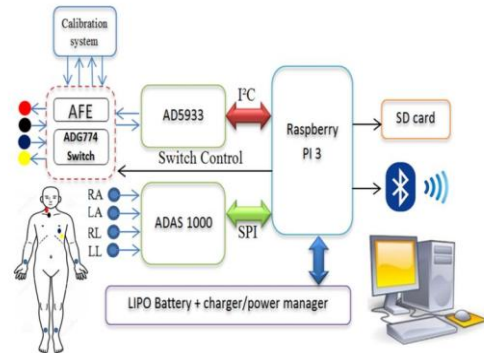 Calibration
system
AFE
ADG774
Switch
AD5933
I²C
Raspberry
PI 3
SD card
Switch Control
RA
LA
RL
LL
ADAS 1000
SPI
LIPO Battery + charger/power manager